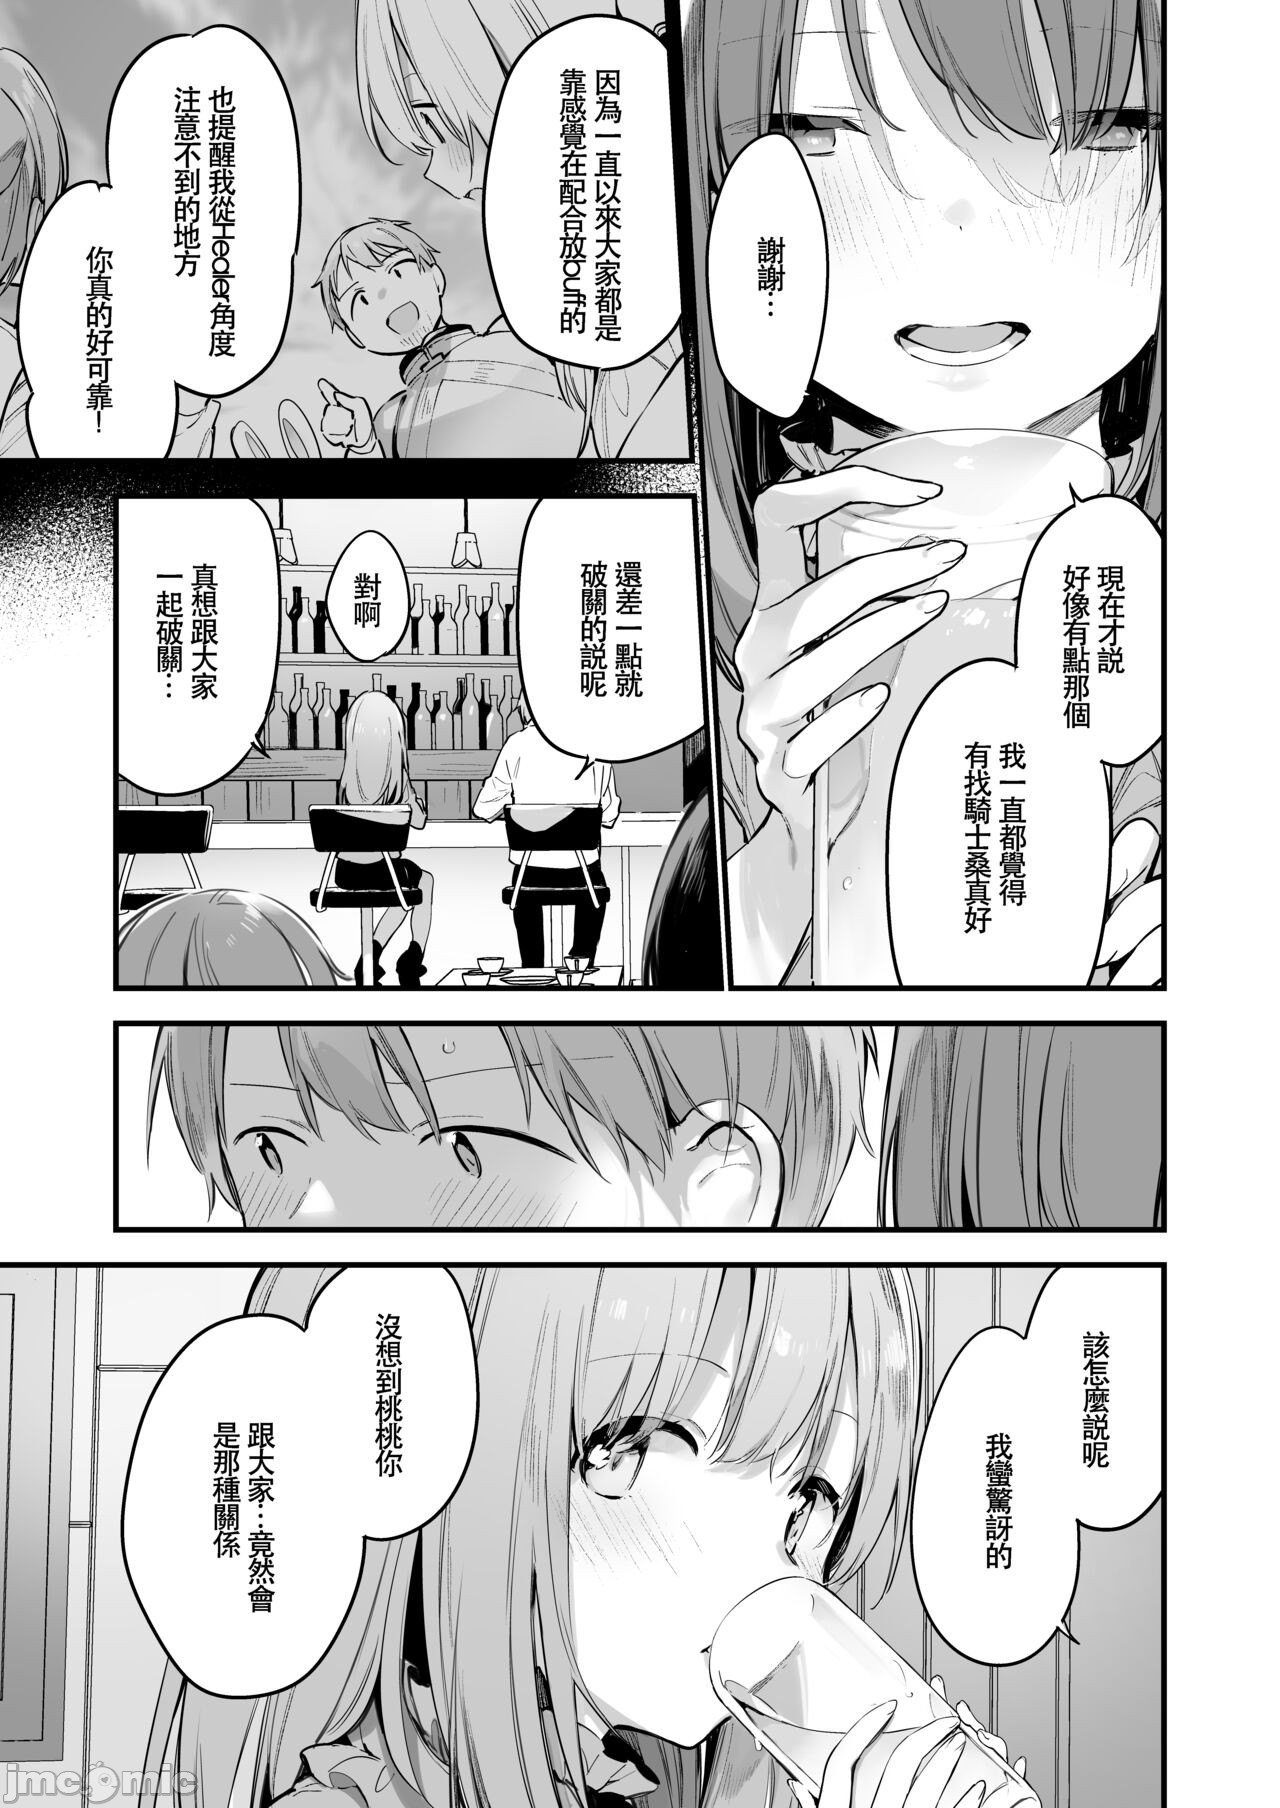 謝謝…
現在才説
好像有點那個
我一直都覺得
有找騎士桑真好
因為一直以來大家都是
靠感覺在配合放buff的
也提醒我從Healer角度
注意不到的地方
你真的好可靠！
還差一點就
破關的説呢
對啊
真想跟大家
一起破關…
該怎麼説呢
我蠻驚訝的
沒想到桃桃你
跟大家…竟然會
是那種關係
jmcomic